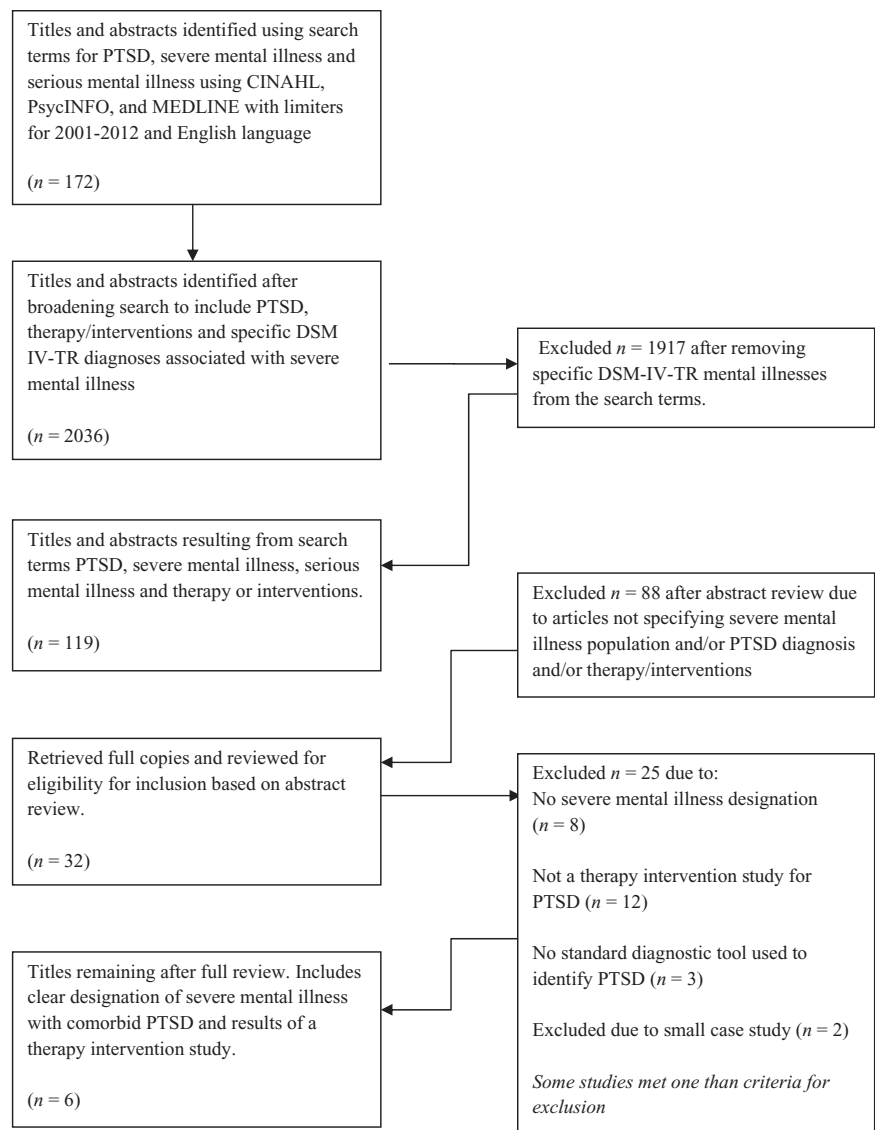 Titles and abstracts identified using search
terms for PTSD, severe mental illness and
serious mental illness using CINAHL,
PsycINFO, and MEDLINE with limiters
for 2001-2012 and English language
(n = 172)
Titles and abstracts identified after
broadening search to include PTSD,
therapy/interventions and specific DSM
IV-TR diagnoses associated with severe
mental illness
(n = 2036)
Excluded n = 1917 after removing
specific DSM-IV-TR mental illnesses
from the search terms.
Titles and abstracts resulting from search
terms PTSD, severe mental illness, serious
mental illness and therapy or interventions.
(n = 119)
Excluded n = 88 after abstract review due
to articles not specifying severe mental
illness population and/or PTSD diagnosis
and/or therapy/interventions
Retrieved full copies and reviewed for
eligibility for inclusion based on abstract
review.
(n = 32)
Excluded n = 25 due to:
No severe mental illness designation
(n = 8)
Not a therapy intervention study for
PTSD (n = 12)
No standard diagnostic tool used to
identify PTSD (n = 3)
Excluded due to small case study (n = 2)
Some studies met one than criteria for
exclusion
Titles remaining after full review. Includes
clear designation of severe mental illness
with comorbid PTSD and results of a
therapy intervention study.
(n = 6)